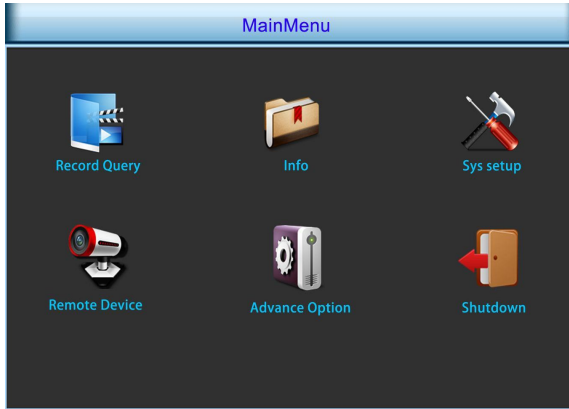 MainMenu
Record Query
Info
Sys setup
Remote Device
Advance Option
Shutdown